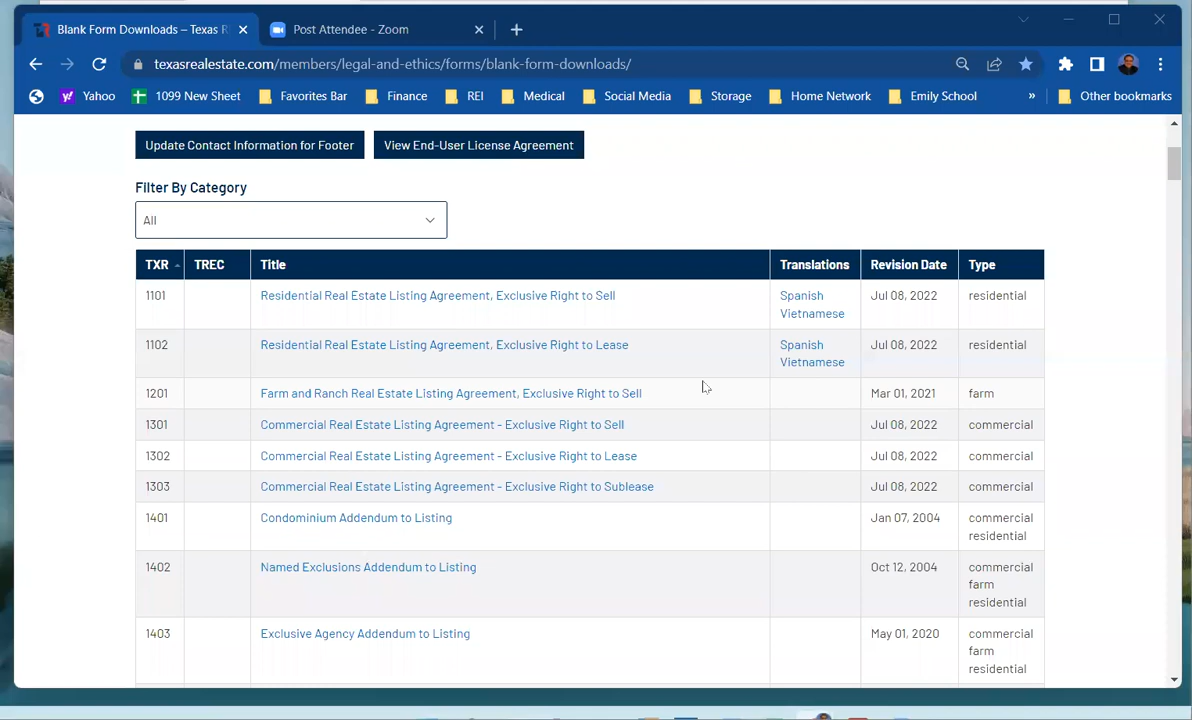 Blank Form Downloads – Texas R
Post Attendee - Zoom
texasrealestate.com/members/legal-and-ethics/forms/blank-form-downloads/
Yahoo 1099 New Sheet Favorites Bar Finance REI Medical Social Media Storage Home Network Emily School » Other bookmarks
Update Contact Information for Footer View End-User License Agreement
Filter By Category
All
TXR TREC Title Translations Revision Date Type
1101 Residential Real Estate Listing Agreement, Exclusive Right to Sell Spanish Jul 08, 2022 residential
Vietnamese
1102 Residential Real Estate Listing Agreement, Exclusive Right to Lease Spanish Jul 08, 2022 residential
Vietnamese
1201 Farm and Ranch Real Estate Listing Agreement, Exclusive Right to Sell Mar 01, 2021 farm
1301 Commercial Real Estate Listing Agreement - Exclusive Right to Sell Jul 08, 2022 commercial
1302 Commercial Real Estate Listing Agreement - Exclusive Right to Lease Jul 08, 2022 commercial
1303 Commercial Real Estate Listing Agreement - Exclusive Right to Sublease Jul 08, 2022 commercial
1401 Condominium Addendum to Listing Jan 07, 2004 commercial
residential
1402 Named Exclusions Addendum to Listing Oct 12, 2004 commercial
farm
residential
1403 Exclusive Agency Addendum to Listing May 01, 2020 commercial
farm
residential